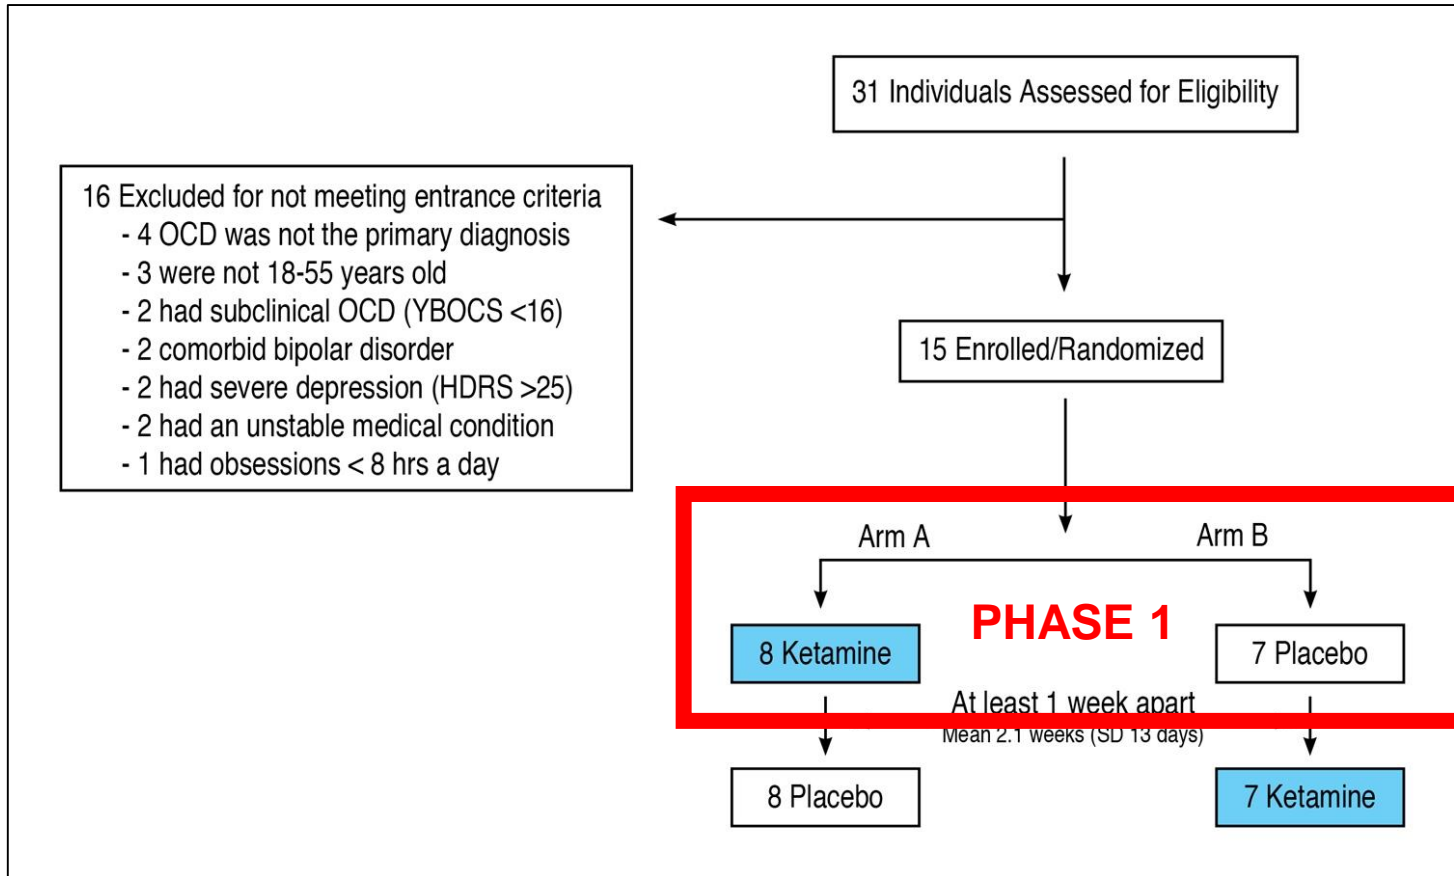 31 Individuals Assessed for Eligibility
16 Excluded for not meeting entrance criteria
- 4 OCD was not the primary diagnosis
- 3 were not 18-55 years old
- 2 had subclinical OCD (YBOCS <16)
- 2 comorbid bipolar disorder
- 2 had severe depression (HDRS >25)
- 2 had an unstable medical condition
- 1 had obsessions < 8 hrs a day
15 Enrolled/Randomized
Arm A
Arm B
PHASE 1
8 Ketamine
7 Placebo
At least 1 week apart
Mean 2.1 weeks (SD 13 days)
8 Placebo
7 Ketamine